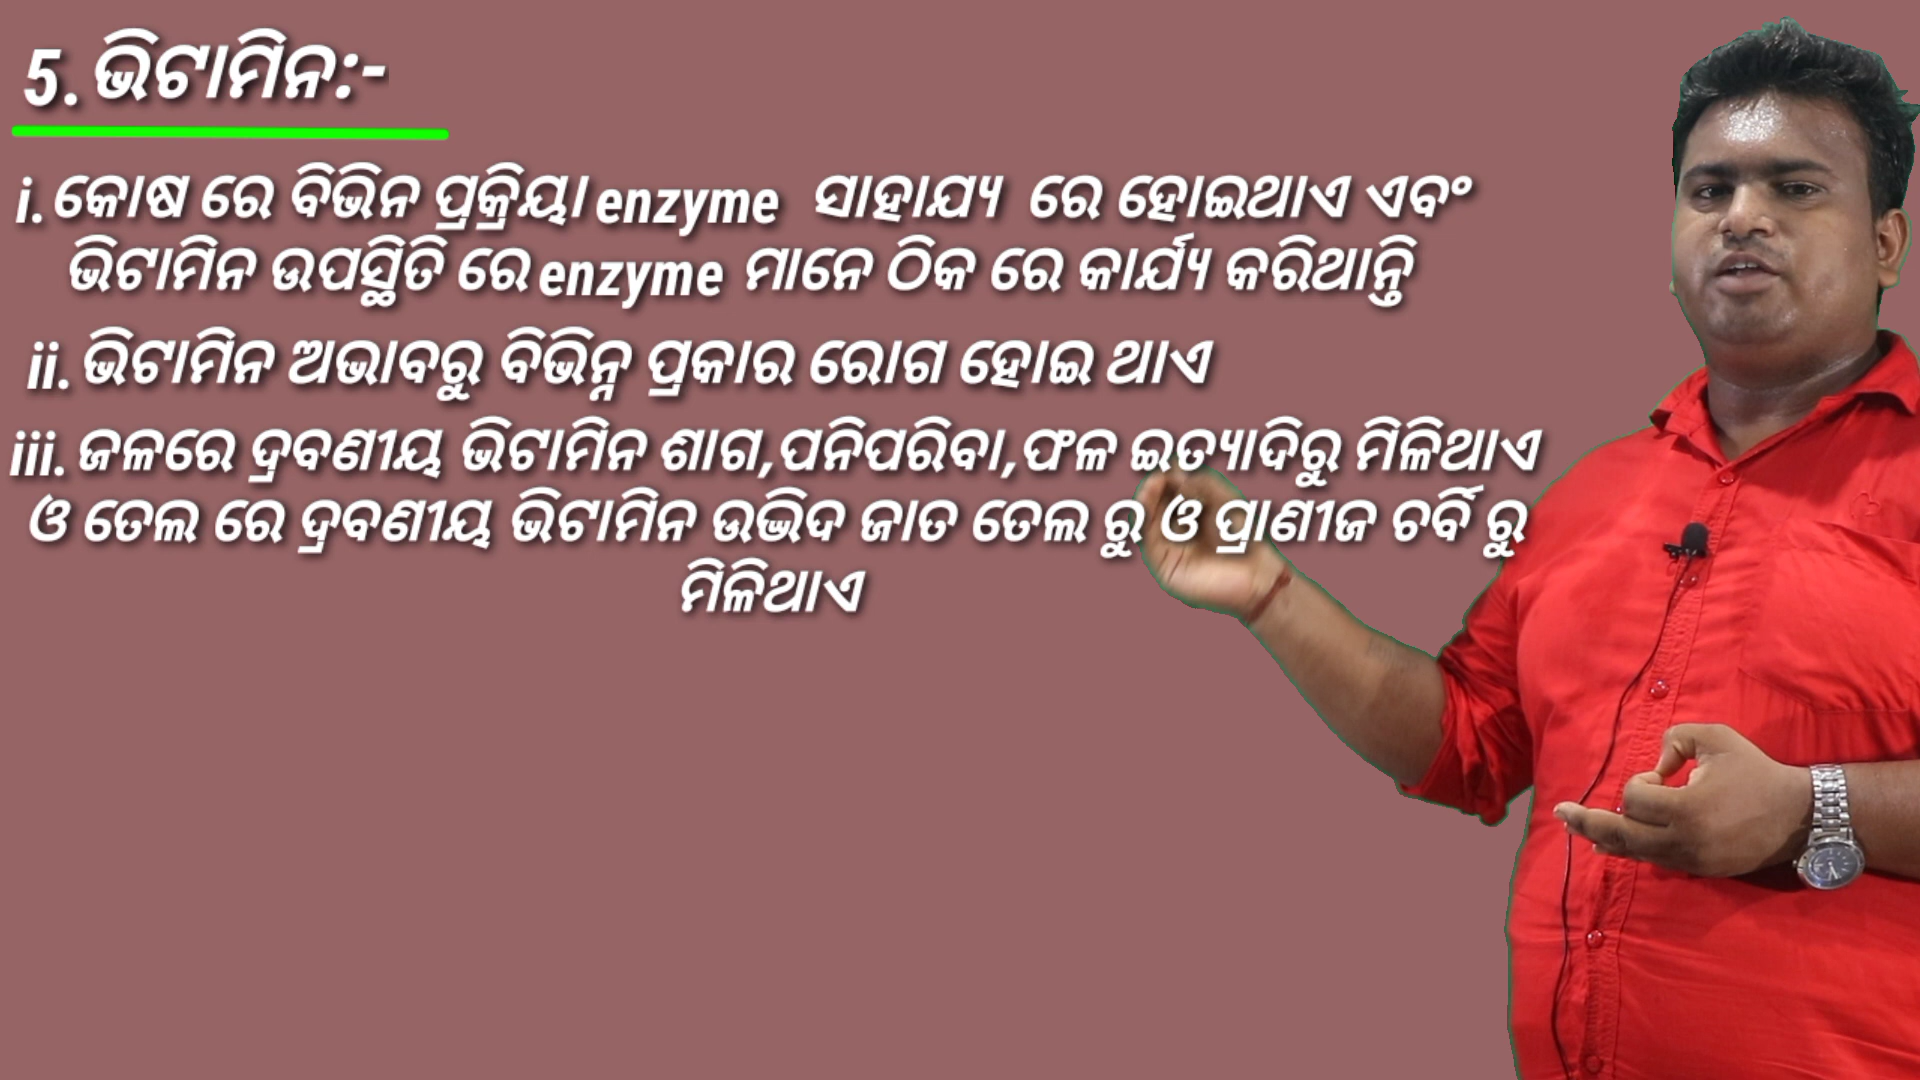 5. ଭିଟାମିନ:-
i. କୋଷ ରେ ବିଭିନ ପ୍ରକ୍ରିୟା enzyme ସାହାଯ୍ୟ ରେ ହୋଇଥାଏ ଏବଂ
ଭିଟାମିନ ଉପସ୍ଥିତି ରେ enzyme ମାନେ ଠିକ ରେ କାର୍ଯ୍ୟ କରିଥାନ୍ତି
ii. ଭିଟାମିନ ଅଭାବରୁ ବିଭିନ୍ନ ପ୍ରକାର ରୋଗ ହୋଇ ଥାଏ
iii. ଜଳରେ ଦ୍ରବଣୀୟ ଭିଟାମିନ ଶାଗ,ପନିପରିବା,ଫଳ ଇତ୍ୟାଦିରୁ ମିଳିଥାଏ
ଓ ତେଲ ରେ ଦ୍ରବଣୀୟ ଭିଟାମିନ ଉଦ୍ଭିଦ ଜାତ ତେଲ ରୁ ଓ ପ୍ରାଣୀଜ ଚର୍ବି ରୁ
ମିଳିଥାଏ